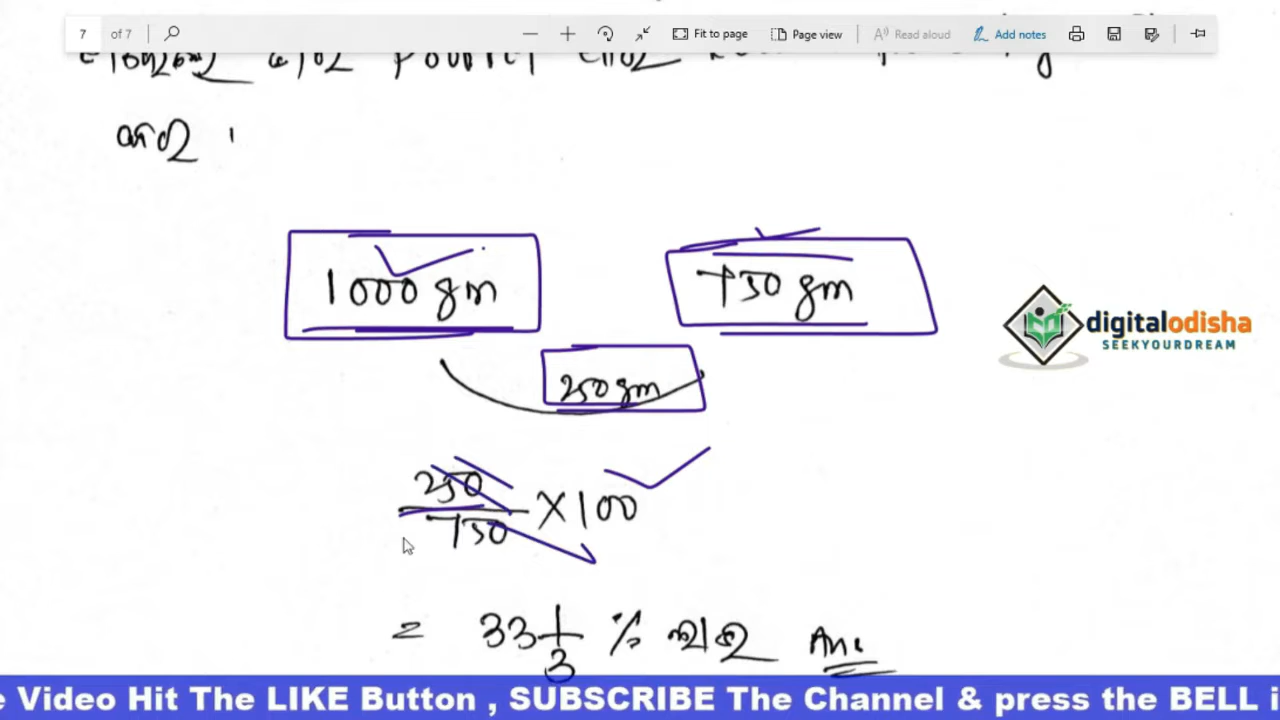 7 of 7 Fit to page Page view Read aloud Add notes
କର ।
1000 gm 750 gm
digitalodisha
SEEKYOURDREAM
250 gm
250
750 × 100
= 33 1/3 % ଲାଭ Ans
e Video Hit The LIKE Button , SUBSCRIBE The Channel & press the BELL i